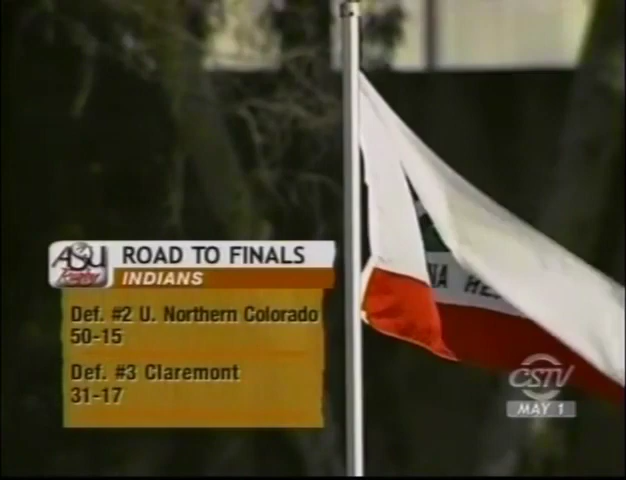 ASU
Rugby
ROAD TO FINALS
INDIANS
Def. #2 U. Northern Colorado
50-15
Def. #3 Claremont
31-17
CSTV
MAY 1